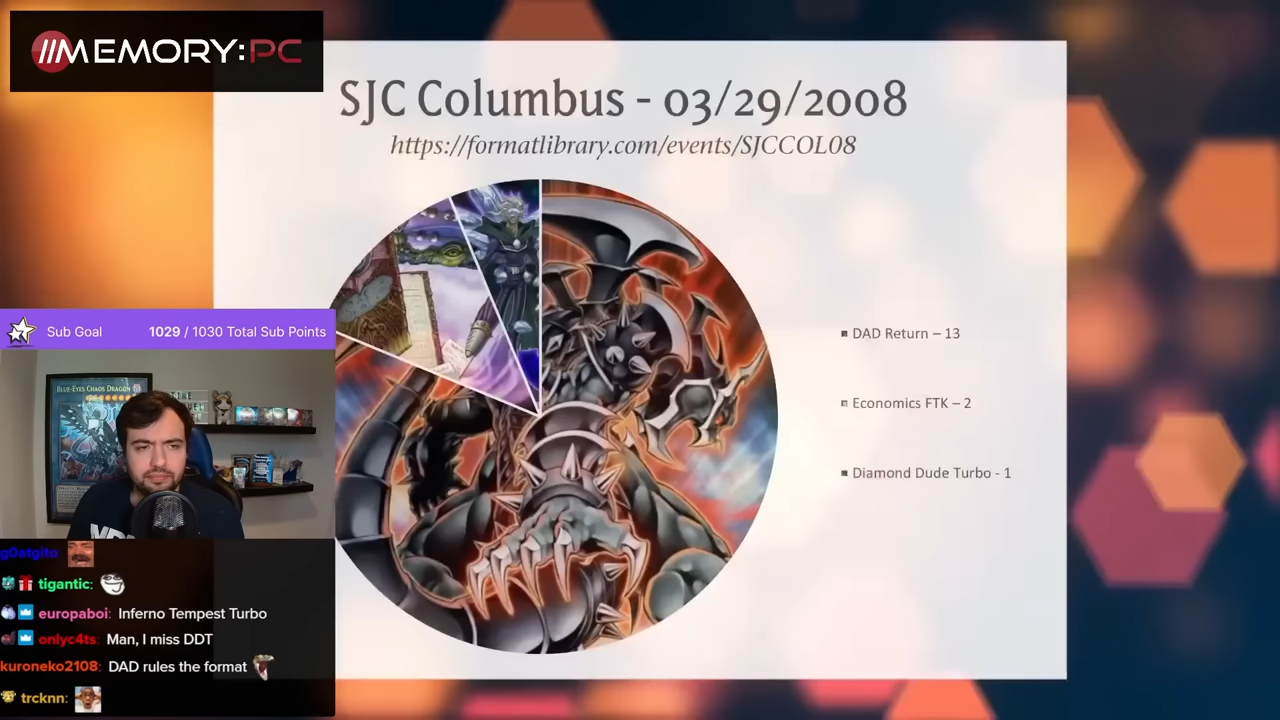 //MEMORY:PC
SJC Columbus - 03/29/2008
https://formatlibrary.com/events/SJCCOL08
DAD Return – 13
Economics FTK – 2
Diamond Dude Turbo - 1
Sub Goal 1029 / 1030 Total Sub Points
BLUE-EYES CHAOS DRAGON
g0atgito:
tigantic:
europaboi: Inferno Tempest Turbo
onlyc4ts: Man, I miss DDT
kuroneko2108: DAD rules the format
trcknn: